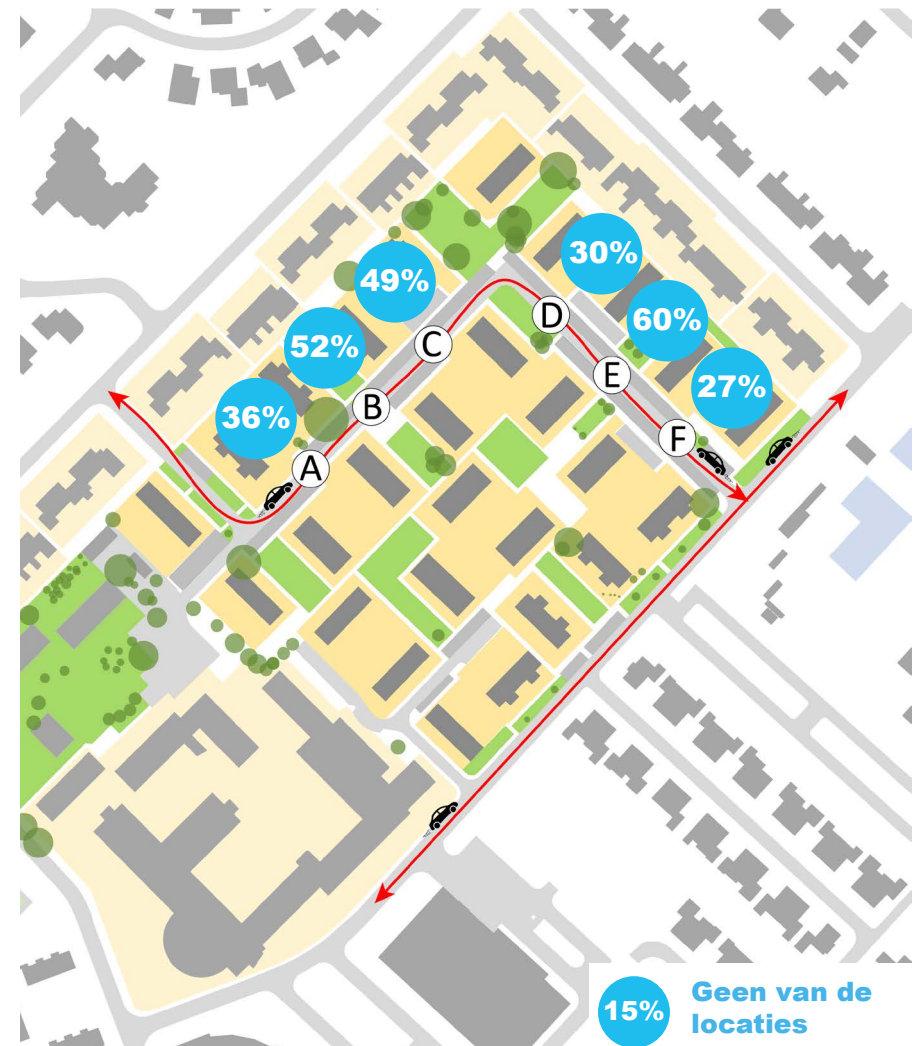 30%
49%
60%
D
52%
C
E
27%
B
36%
F
A
15%
Geen van de
locaties